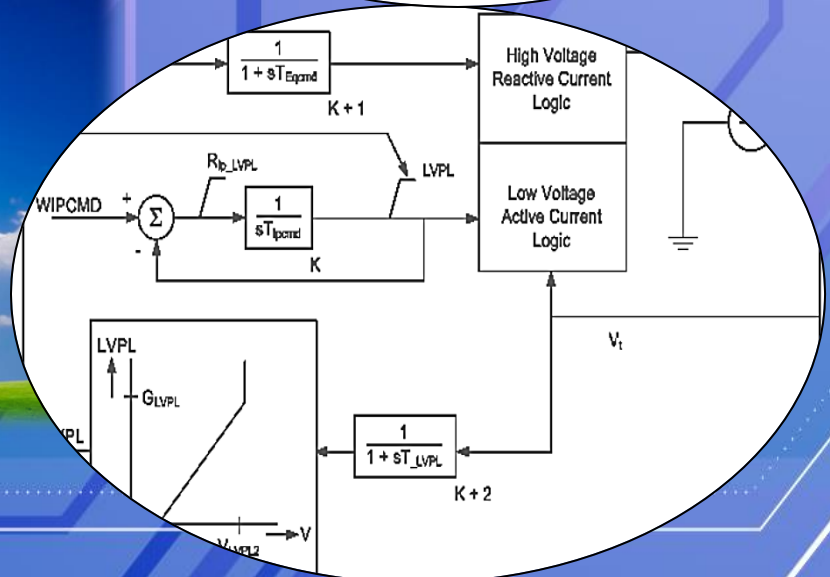 1
1 + sT_Eqcmd
K + 1
High Voltage
Reactive Current
Logic
R_Ip_LVPL
LVPL
WIPCMD
+
Σ
-
1
sT_Ipcmd
K
Low Voltage
Active Current
Logic
V_t
LVPL
G_LVPL
V
1
1 + sT_LVPL
K + 2